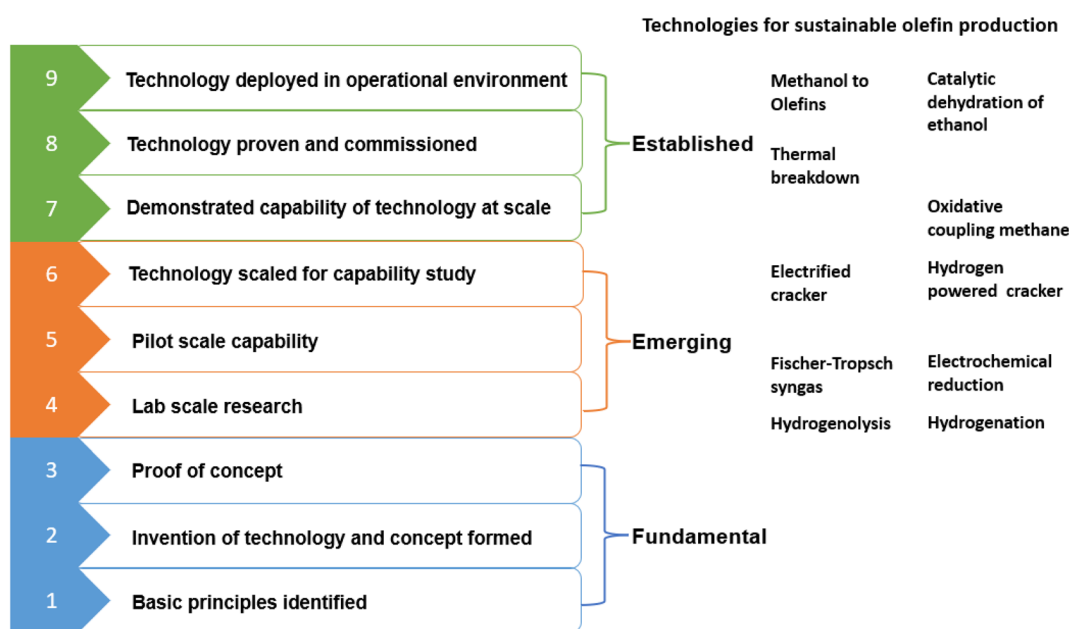 Technologies for sustainable olefin production
9
Technology deployed in operational environment
8
Technology proven and commissioned
7
Demonstrated capability of technology at scale
Established
6
Technology scaled for capability study
5
Pilot scale capability
4
Lab scale research
Emerging
3
Proof of concept
2
Invention of technology and concept formed
1
Basic principles identified
Fundamental
Methanol to
Olefins
Catalytic
dehydration of
ethanol
Thermal
breakdown
Oxidative
coupling methane
Electrified
cracker
Hydrogen
powered cracker
Fischer-Tropsch
syngas
Electrochemical
reduction
Hydrogenolysis
Hydrogenation